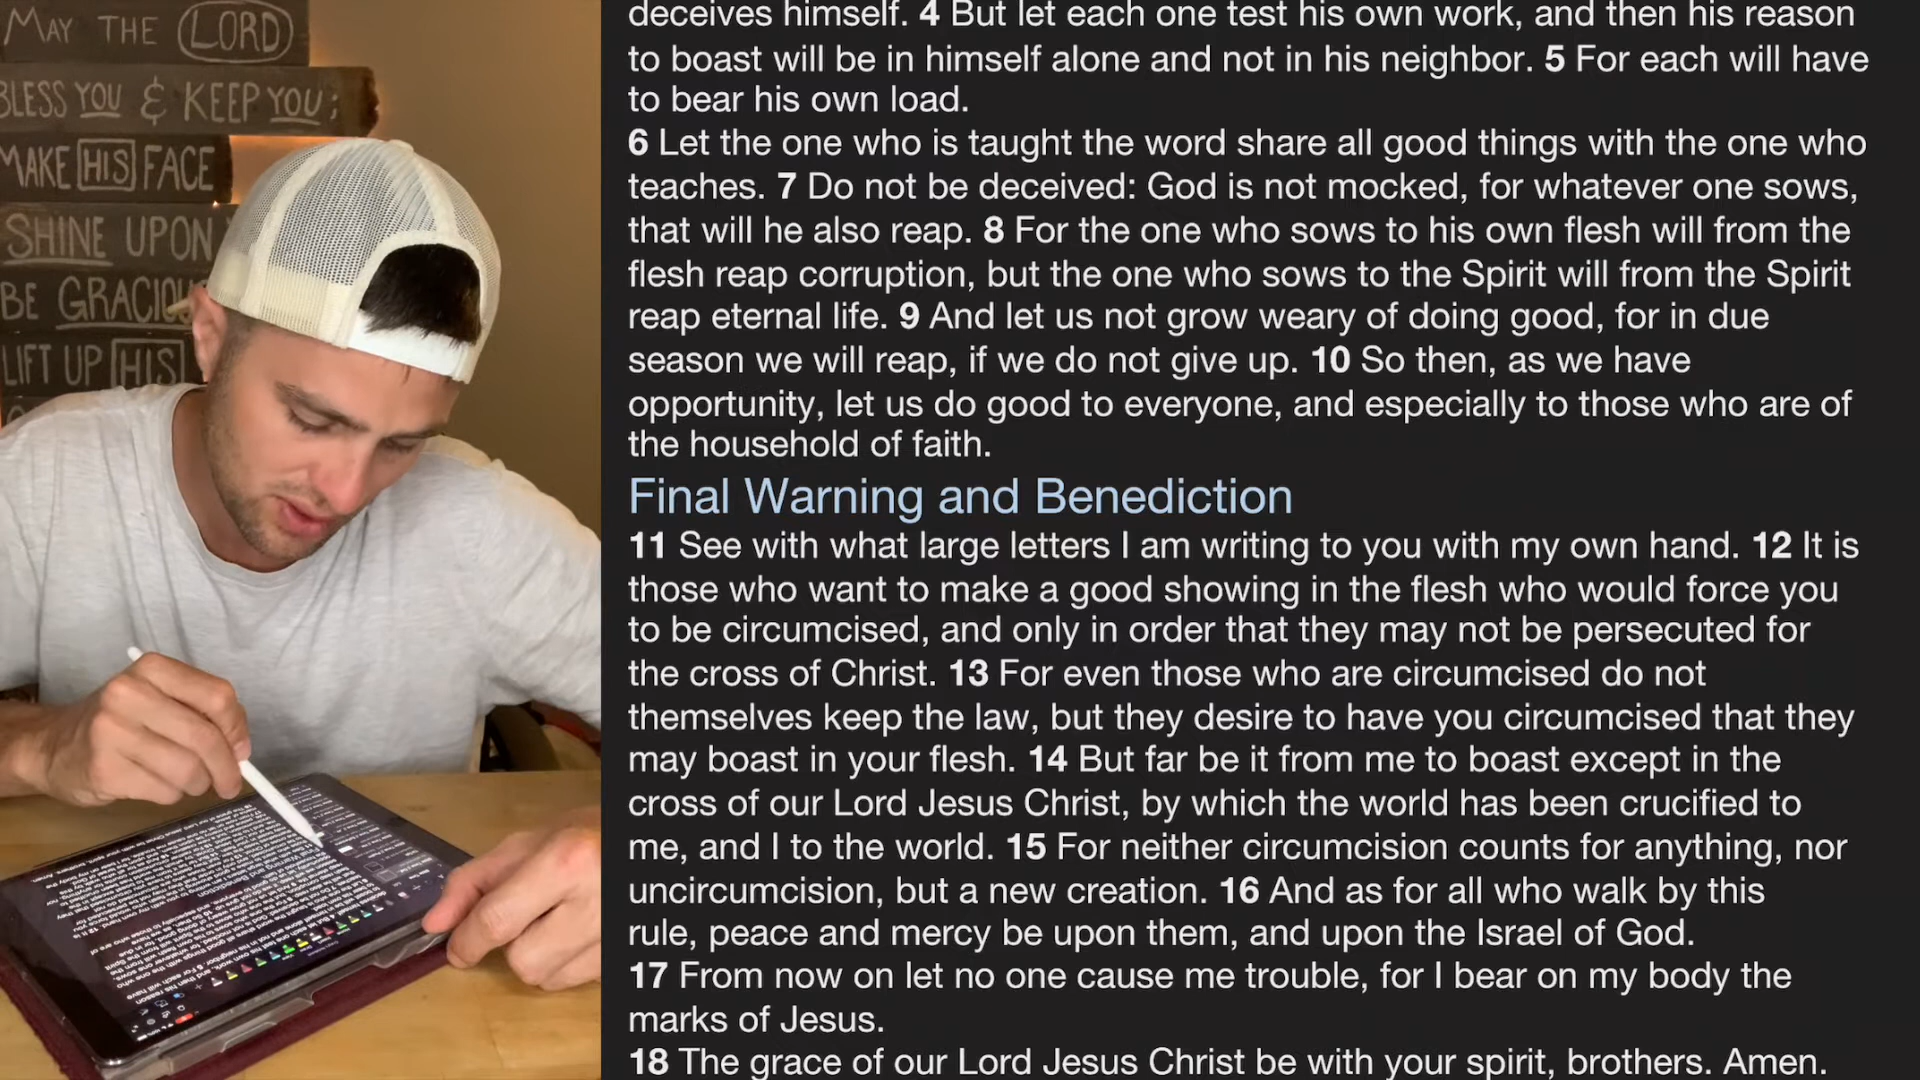 MAY THE LORD
BLESS YOU & KEEP YOU;
MAKE HIS FACE
SHINE UPON
BE GRACIOU
LIFT UP HIS
deceives himself. 4 But let each one test his own work, and then his reason
to boast will be in himself alone and not in his neighbor. 5 For each will have
to bear his own load.
6 Let the one who is taught the word share all good things with the one who
teaches. 7 Do not be deceived: God is not mocked, for whatever one sows,
that will he also reap. 8 For the one who sows to his own flesh will from the
flesh reap corruption, but the one who sows to the Spirit will from the Spirit
reap eternal life. 9 And let us not grow weary of doing good, for in due
season we will reap, if we do not give up. 10 So then, as we have
opportunity, let us do good to everyone, and especially to those who are of
the household of faith.
Final Warning and Benediction
11 See with what large letters I am writing to you with my own hand. 12 It is
those who want to make a good showing in the flesh who would force you
to be circumcised, and only in order that they may not be persecuted for
the cross of Christ. 13 For even those who are circumcised do not
themselves keep the law, but they desire to have you circumcised that they
may boast in your flesh. 14 But far be it from me to boast except in the
cross of our Lord Jesus Christ, by which the world has been crucified to
me, and I to the world. 15 For neither circumcision counts for anything, nor
uncircumcision, but a new creation. 16 And as for all who walk by this
rule, peace and mercy be upon them, and upon the Israel of God.
17 From now on let no one cause me trouble, for I bear on my body the
marks of Jesus.
18 The grace of our Lord Jesus Christ be with your spirit, brothers. Amen.